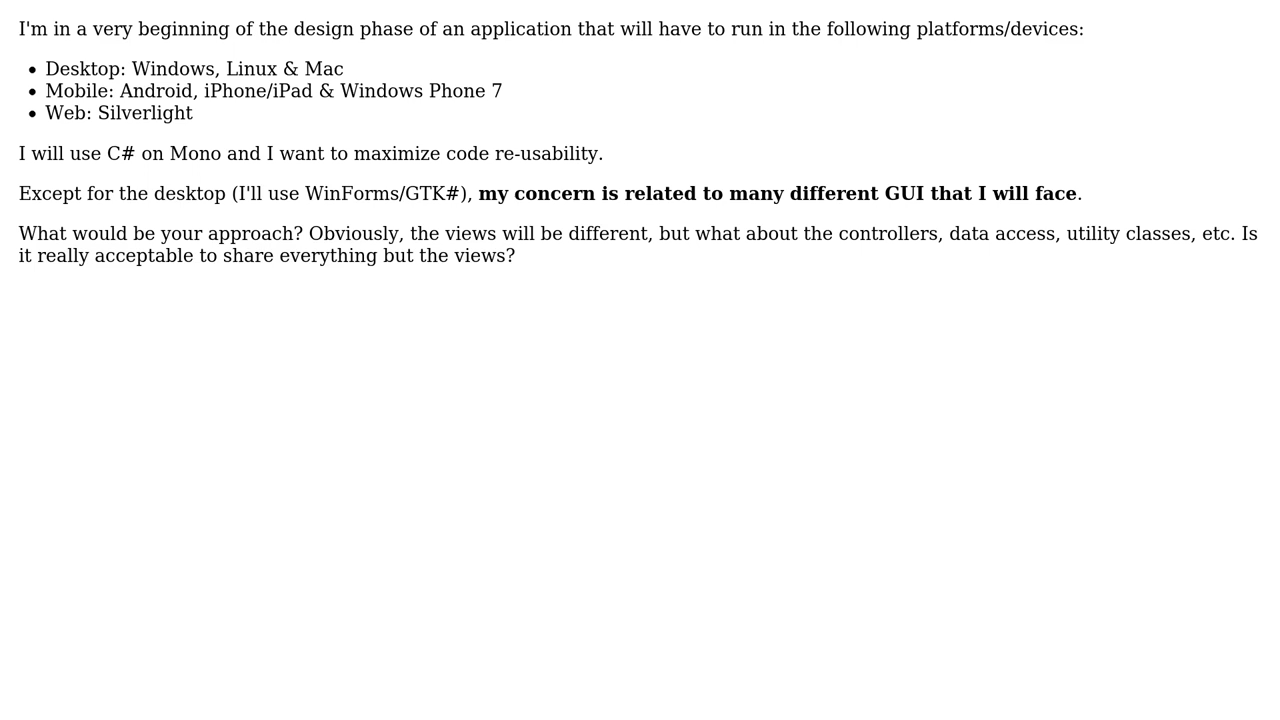 I'm in a very beginning of the design phase of an application that will have to run in the following platforms/devices:
• Desktop: Windows, Linux & Mac
• Mobile: Android, iPhone/iPad & Windows Phone 7
• Web: Silverlight
I will use C# on Mono and I want to maximize code re-usability.
Except for the desktop (I'll use WinForms/GTK#), my concern is related to many different GUI that I will face.
What would be your approach? Obviously, the views will be different, but what about the controllers, data access, utility classes, etc. Is
it really acceptable to share everything but the views?